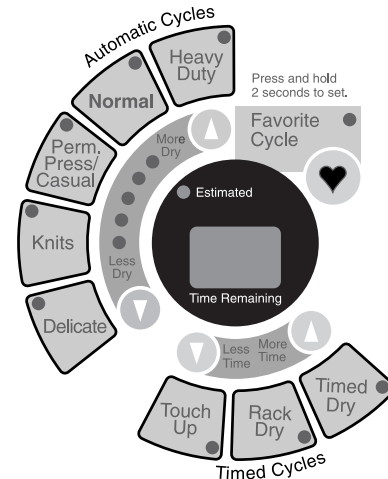 Automatic Cycles
Heavy
Duty
Normal
Perm.
Press/
Casual
Knits
Delicate
More
Dry
Less
Dry
Press and hold
2 seconds to set.
Favorite
Cycle
Estimated
Time Remaining
Less
Time
More
Time
Touch
Up
Rack
Dry
Timed
Dry
Timed Cycles